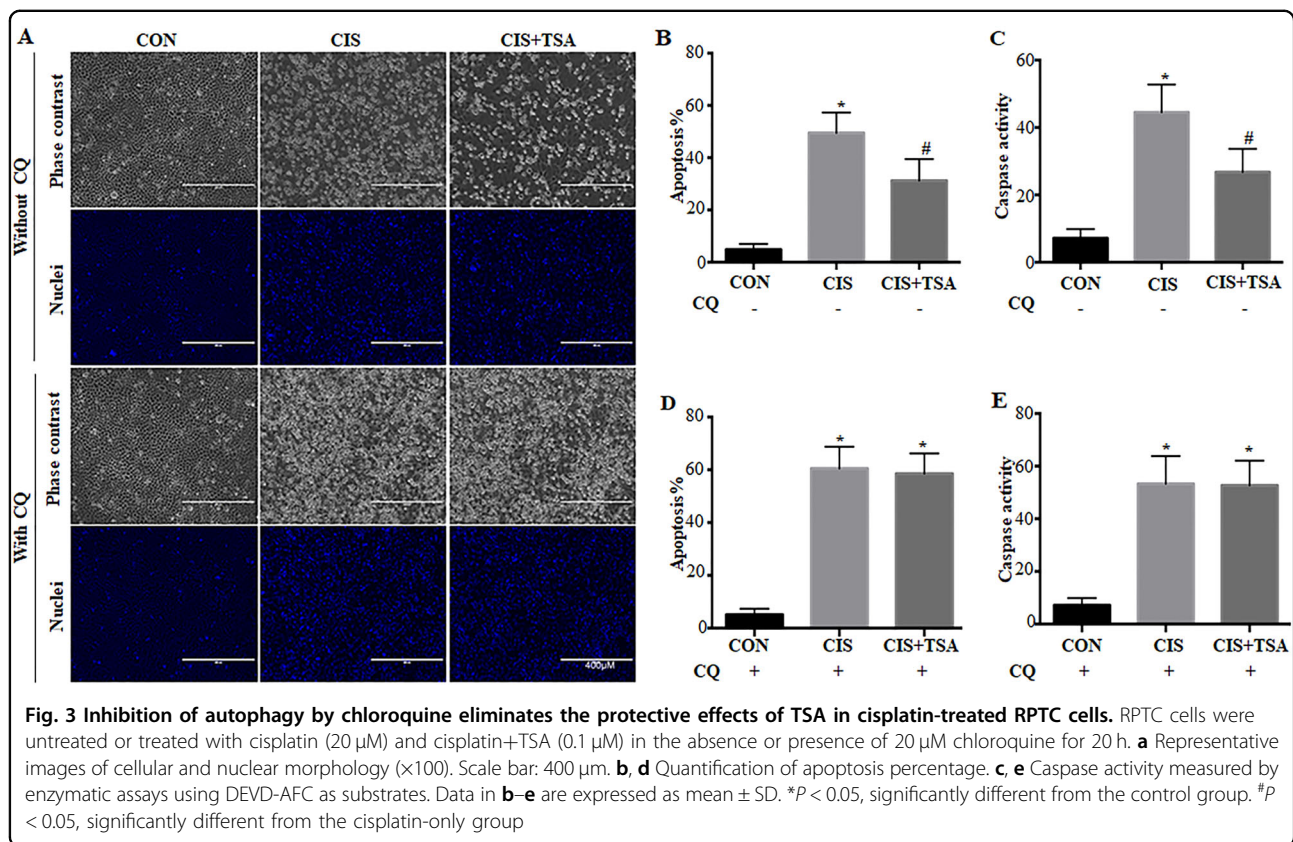 A
CON CIS CIS+TSA
Without CQ
Phase contrast
Nuclei
With CQ
Phase contrast
Nuclei
400µM
B
Apoptosis%
80
60
40
20
0
*
#
CON CIS CIS+TSA
CQ - - -
C
Caspase activity
60
40
20
0
*
#
CON CIS CIS+TSA
- - -
D
Apoptosis%
80
60
40
20
0
*
*
CON CIS CIS+TSA
CQ + + +
E
Caspase activity
80
60
40
20
0
*
*
CON CIS CIS+TSA
CQ + + +
Fig. 3 Inhibition of autophagy by chloroquine eliminates the protective effects of TSA in cisplatin-treated RPTC cells. RPTC cells were
untreated or treated with cisplatin (20 µM) and cisplatin+TSA (0.1 µM) in the absence or presence of 20 µM chloroquine for 20 h. a Representative
images of cellular and nuclear morphology (×100). Scale bar: 400 µm. b, d Quantification of apoptosis percentage. c, e Caspase activity measured by
enzymatic assays using DEVD-AFC as substrates. Data in b–e are expressed as mean ± SD. *P < 0.05, significantly different from the control group. #P
< 0.05, significantly different from the cisplatin-only group